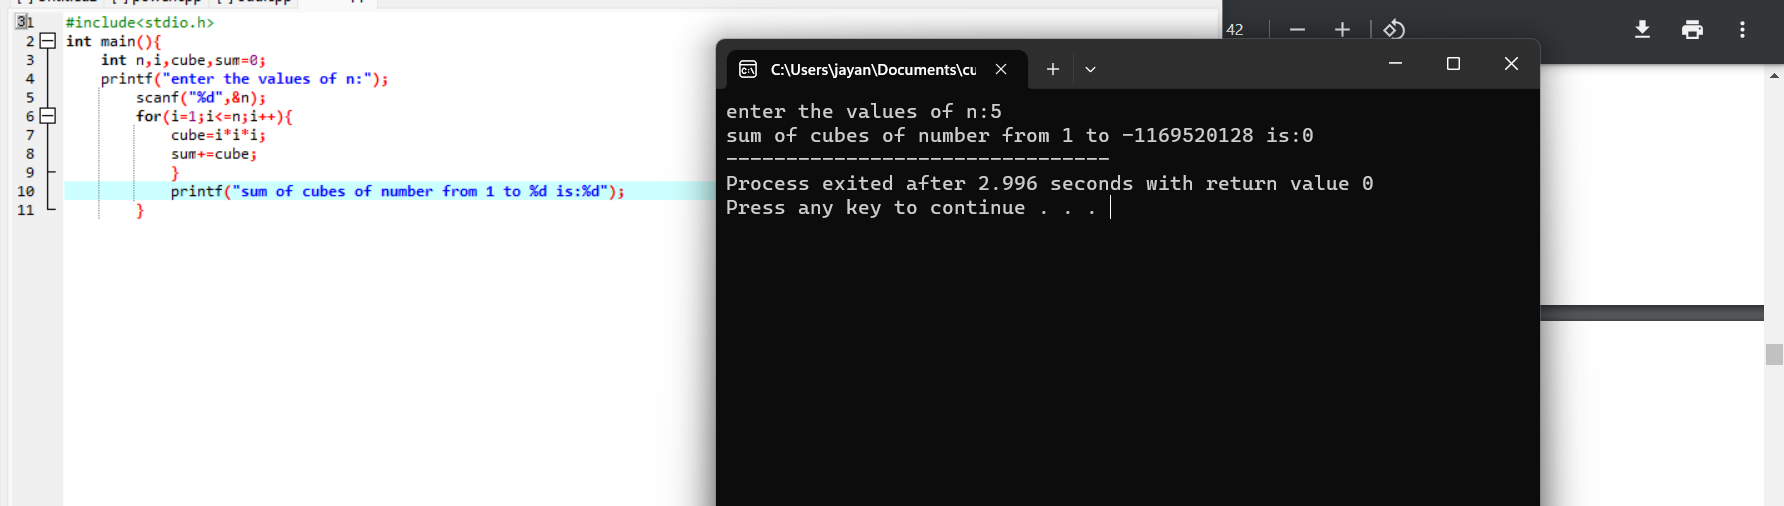 31 #include<stdio.h>
2 int main(){
3 int n,i,cube,sum=0;
4 printf("enter the values of n:");
5 scanf("%d",&n);
6 for(i=1;i<=n;i++){
7 cube=i*i*i;
8 sum+=cube;
9 }
10 printf("sum of cubes of number from 1 to %d is:%d");
11 }
42
C:\Users\jayan\Documents\cu
enter the values of n:5
sum of cubes of number from 1 to -1169520128 is:0
--------------------------------
Process exited after 2.996 seconds with return value 0
Press any key to continue . . .